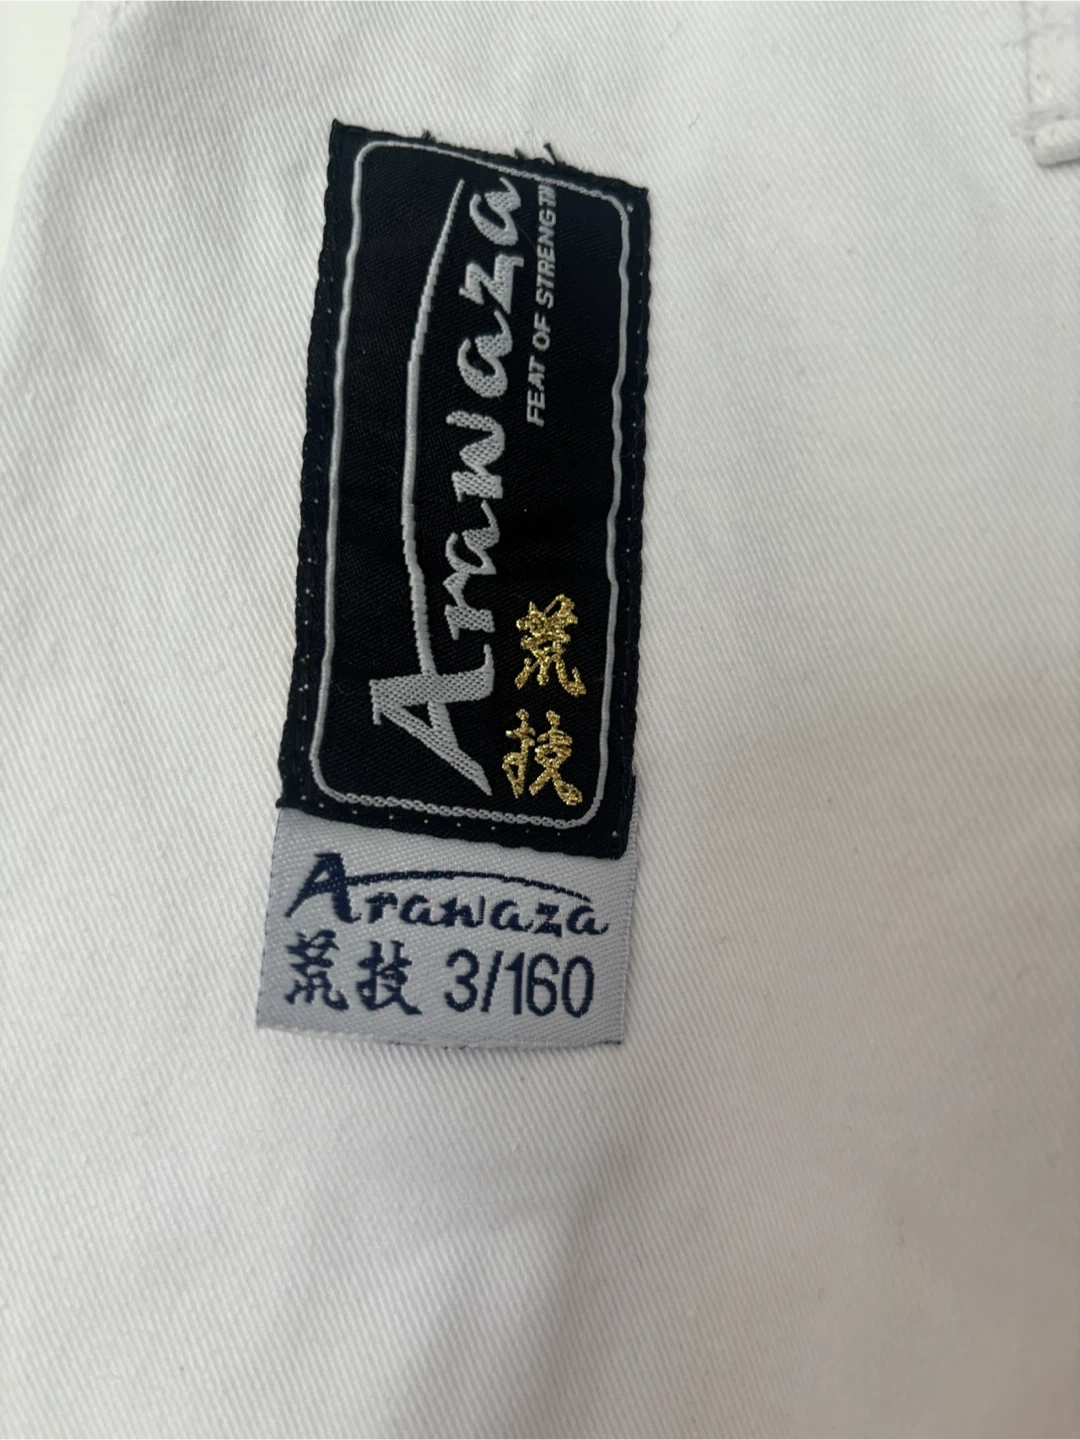 Arawaza
FEAT OF STRENGTH
荒技
Arawaza
荒技 3/160